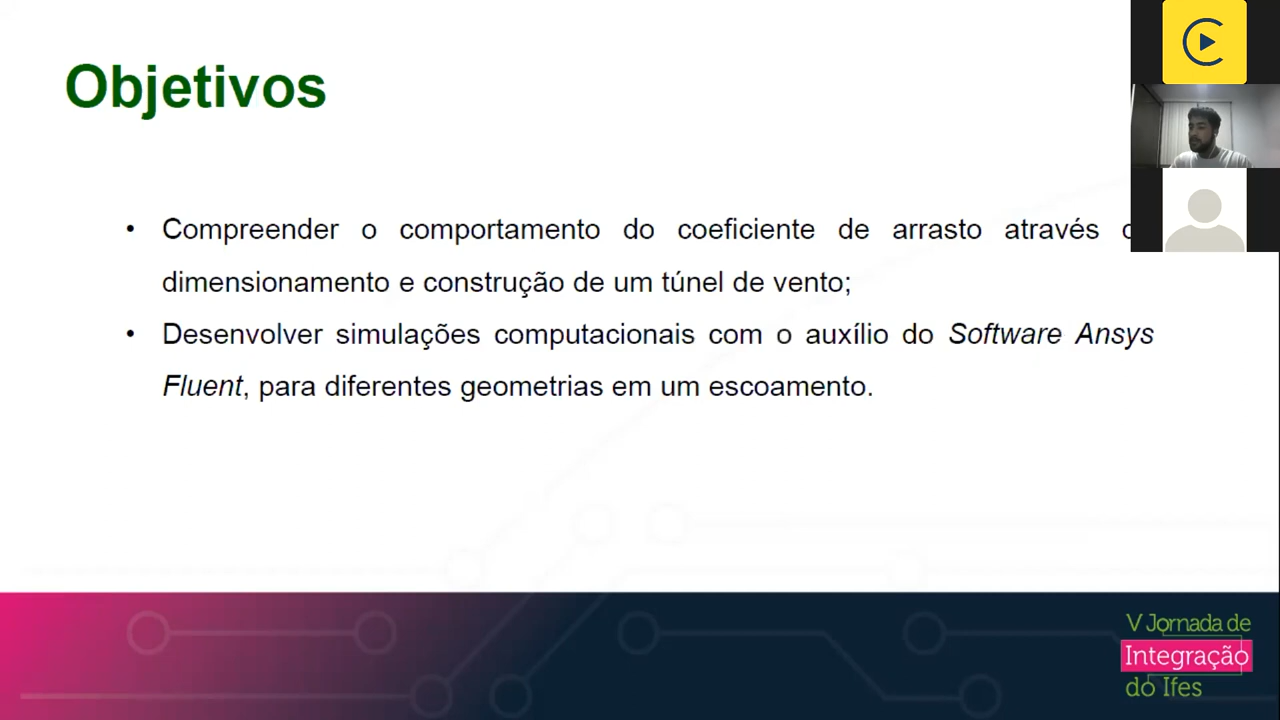 Objetivos
• Compreender o comportamento do coeficiente de arrasto através
dimensionamento e construção de um túnel de vento;
• Desenvolver simulações computacionais com o auxílio do Software Ansys
Fluent, para diferentes geometrias em um escoamento.
V Jornada de
Integração
do Ifes